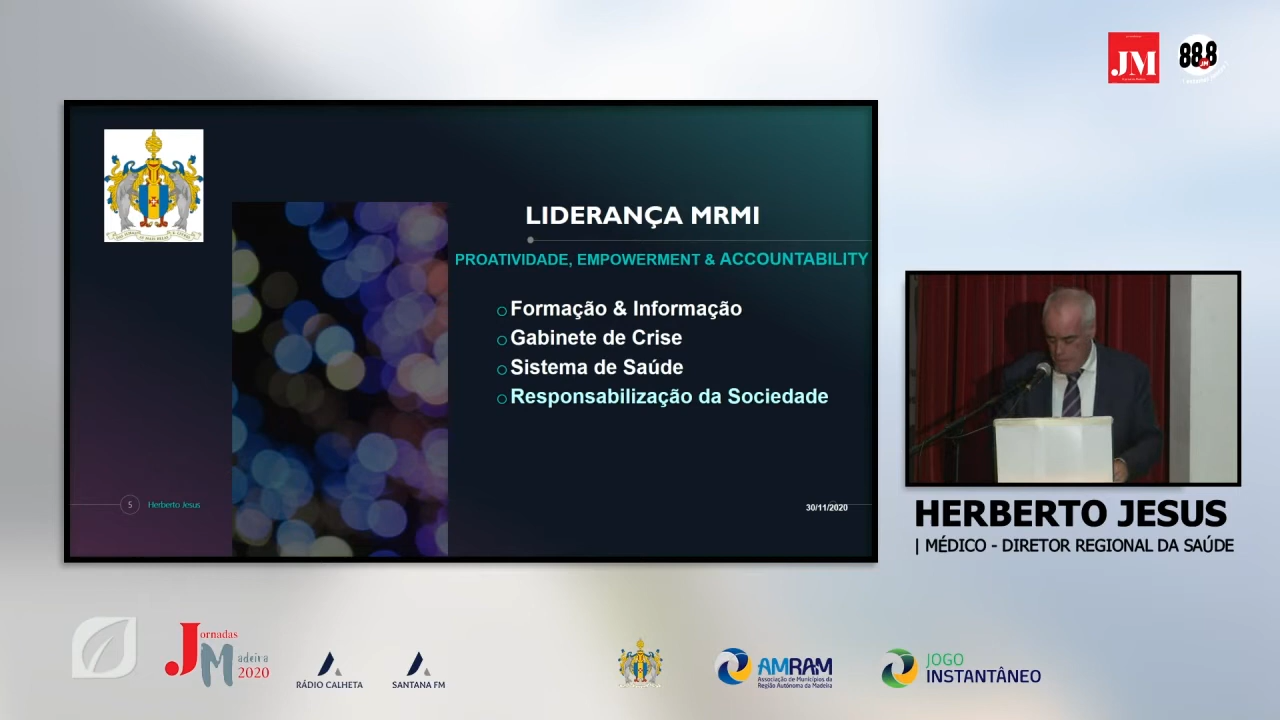 JM
88.8
JM
LIDERANÇA MRMI
PROATIVIDADE, EMPOWERMENT & ACCOUNTABILITY
Formação & Informação
Gabinete de Crise
Sistema de Saúde
Responsabilização da Sociedade
5
Herberto Jesus
30/11/2020
HERBERTO JESUS
| MÉDICO - DIRETOR REGIONAL DA SAÚDE
Jornadas
Madeira
2020
RÁDIO CALHETA
SANTANA FM
AMRAM
Associação de Municípios da
Região Autónoma da Madeira
JOGO
INSTANTÂNEO